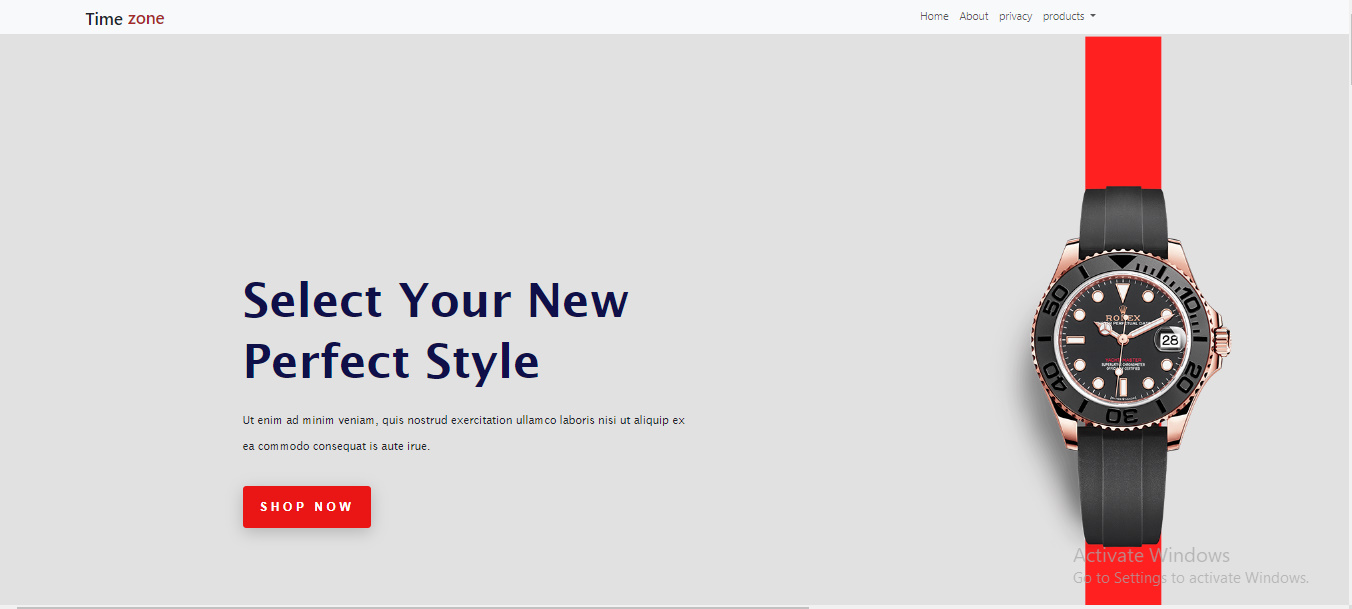 Time zone
Home About privacy products
Select Your New
Perfect Style
Ut enim ad minim veniam, quis nostrud exercitation ullamco laboris nisi ut aliquip ex
ea commodo consequat is aute irue.
SHOP NOW
ROLEX
50
10
28
40
20
30
Activate Windows
Go to Settings to activate Windows.